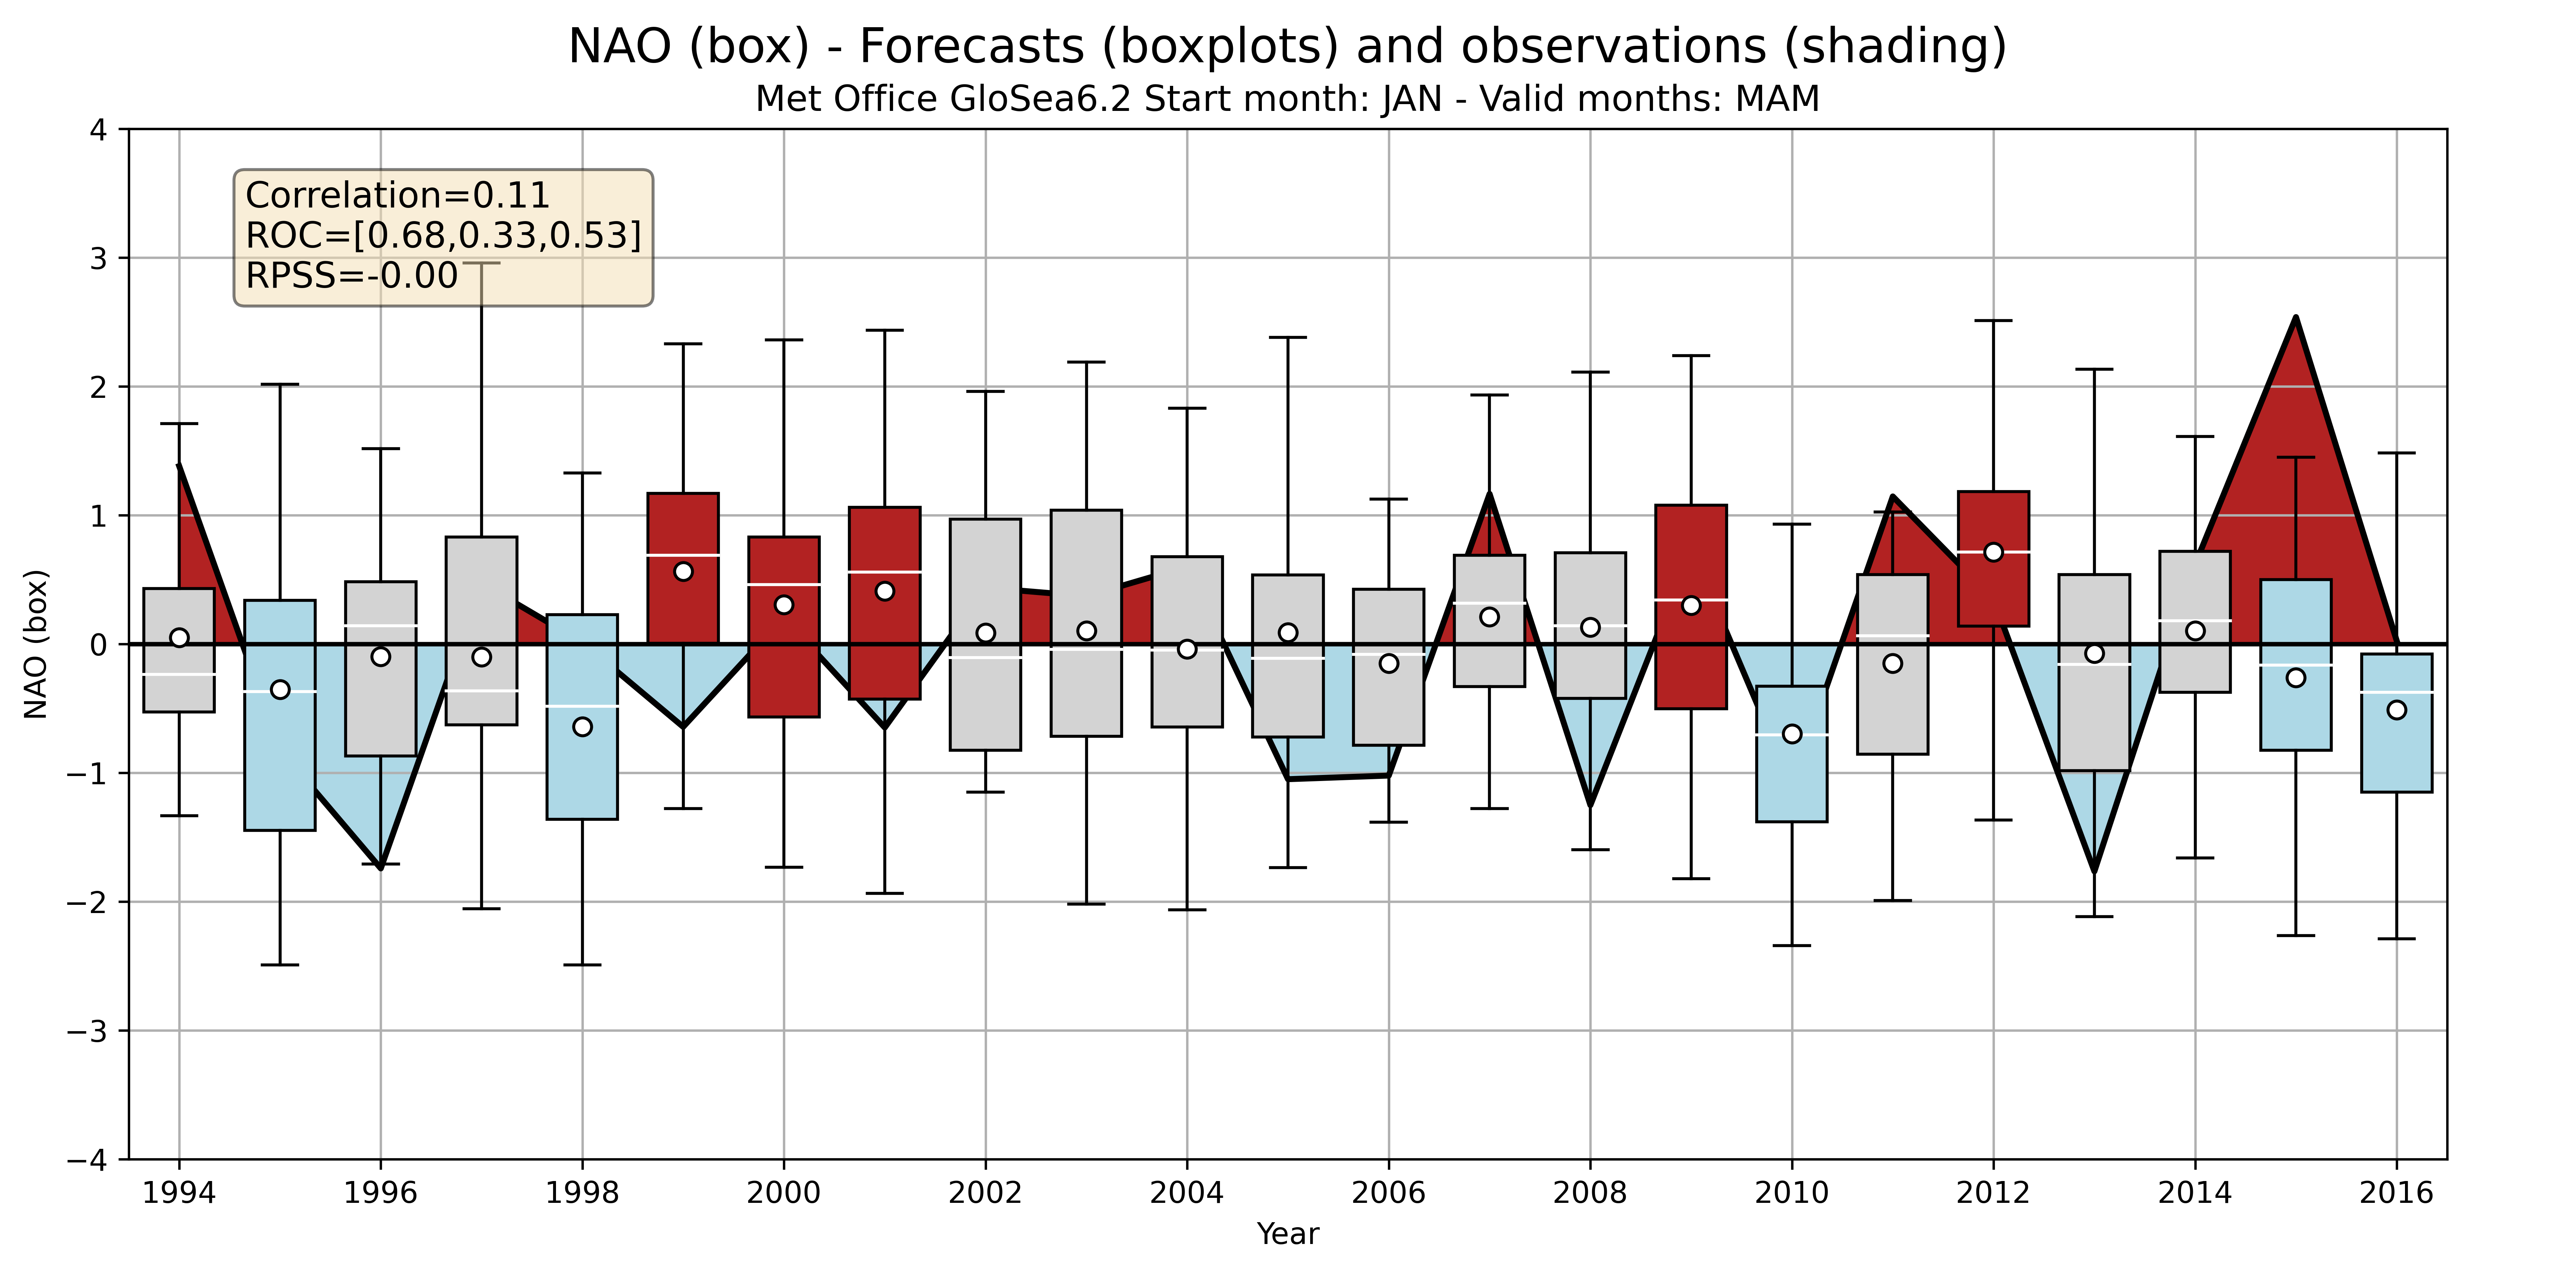 NAO (box) - Forecasts (boxplots) and observations (shading)
Met Office GloSea6.2 Start month: JAN - Valid months: MAM
Correlation=0.11
ROC=[0.68,0.33,0.53]
RPSS=-0.00
NAO (box)
4
3
2
1
0
−1
−2
−3
−4
1994 1996 1998 2000 2002 2004 2006 2008 2010 2012 2014 2016
Year